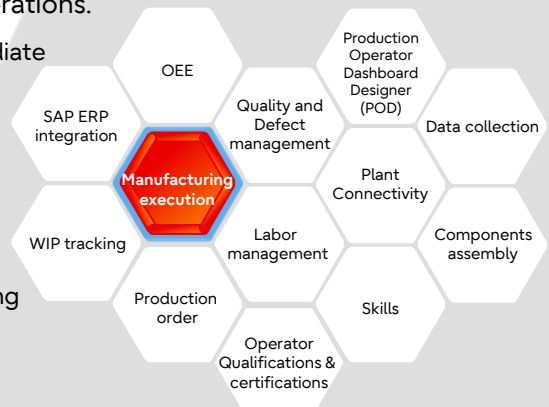 erations.
diate
ng
OEE
Production
Operator
Dashboard
Designer
(POD)
SAP ERP
integration
Quality and
Defect
management
Data collection
Manufacturing
execution
Plant
Connectivity
WIP tracking
Labor
management
Components
assembly
Production
order
Skills
Operator
Qualifications &
certifications